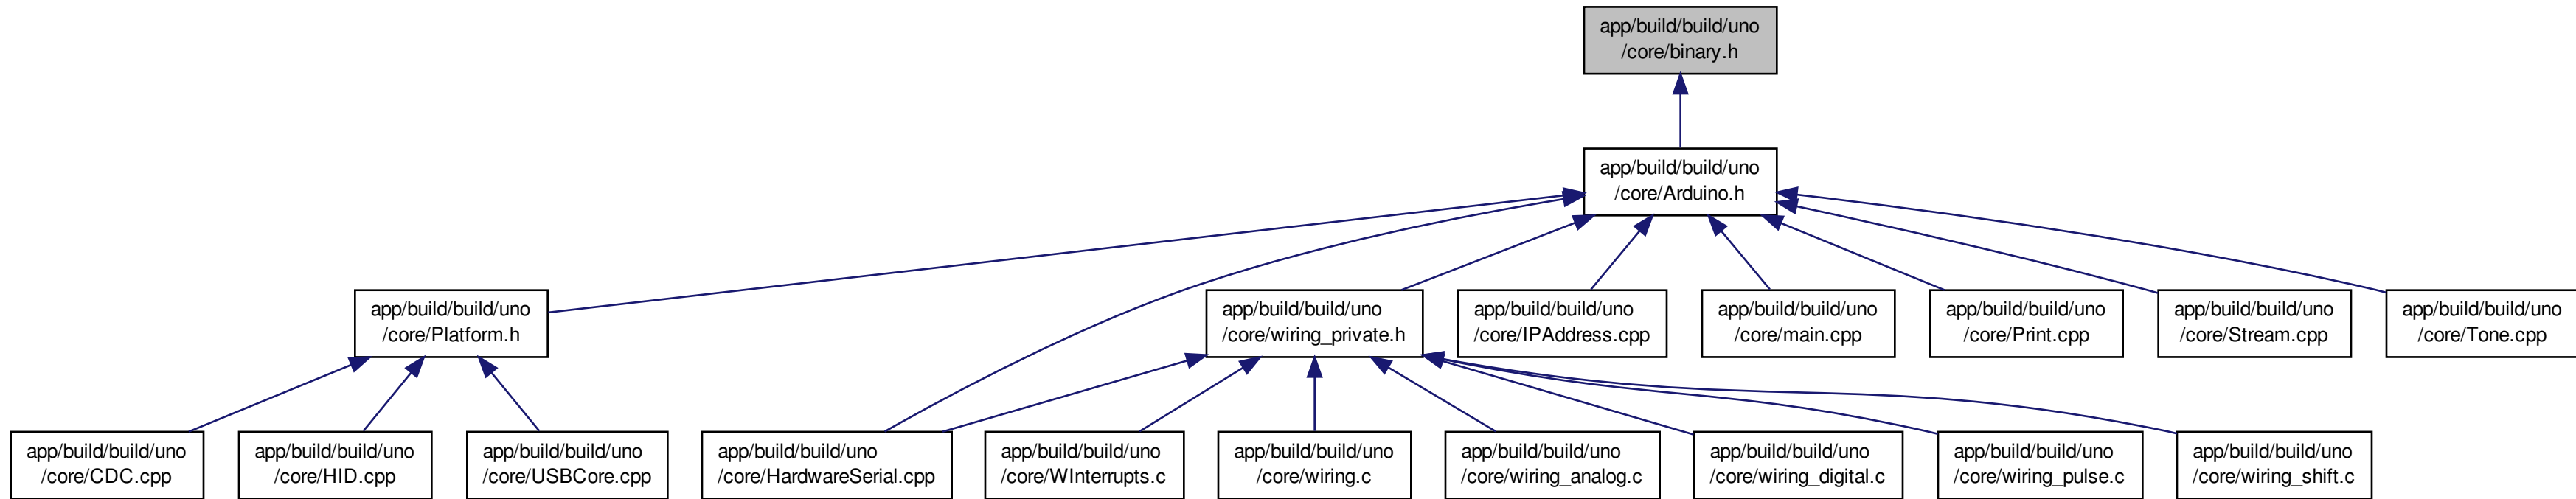 app/build/build/uno
/core/binary.h
app/build/build/uno
/core/Arduino.h
app/build/build/uno
/core/Platform.h
app/build/build/uno
/core/wiring_private.h
app/build/build/uno
/core/IPAddress.cpp
app/build/build/uno
/core/main.cpp
app/build/build/uno
/core/Print.cpp
app/build/build/uno
/core/Stream.cpp
app/build/build/uno
/core/Tone.cpp
app/build/build/uno
/core/CDC.cpp
app/build/build/uno
/core/HID.cpp
app/build/build/uno
/core/USBCore.cpp
app/build/build/uno
/core/HardwareSerial.cpp
app/build/build/uno
/core/WInterrupts.c
app/build/build/uno
/core/wiring.c
app/build/build/uno
/core/wiring_analog.c
app/build/build/uno
/core/wiring_digital.c
app/build/build/uno
/core/wiring_pulse.c
app/build/build/uno
/core/wiring_shift.c